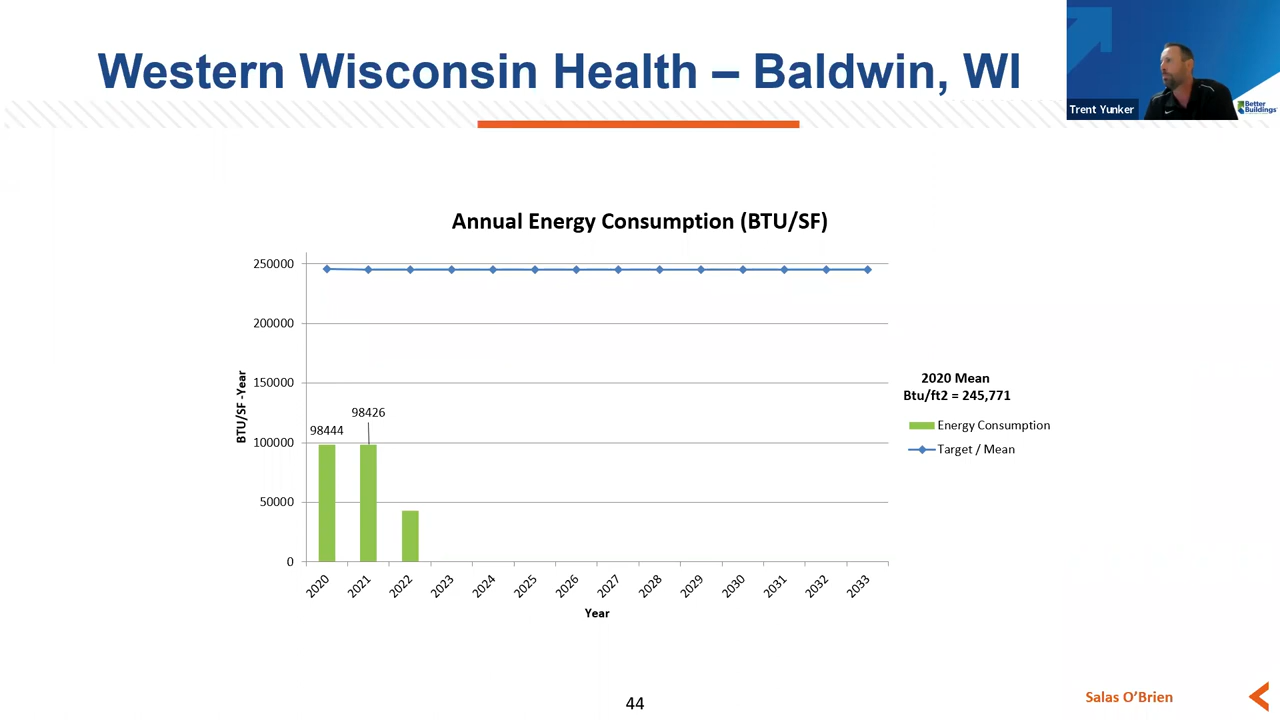 Western Wisconsin Health – Baldwin, WI
Trent Yunker
Better
Buildings
Annual Energy Consumption (BTU/SF)
BTU/SF -Year
250000
200000
150000
100000
50000
0
98444
98426
2020
2021
2022
2023
2024
2025
2026
2027
2028
2029
2030
2031
2032
2033
Year
2020 Mean
Btu/ft2 = 245,771
Energy Consumption
Target / Mean
44
Salas O’Brien